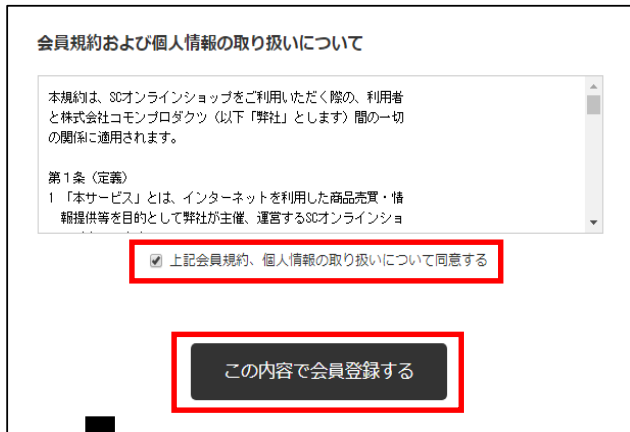 会員規約および個人情報の取り扱いについて
本規約は、SCオンラインショップをご利用いただく際の、利用者
と株式会社コモンプロダクツ（以下「弊社」とします）間の一切
の関係に適用されます。
第1条（定義）
1 「本サービス」とは、インターネットを利用した商品売買・情
報提供等を目的として弊社が主催、運営するSCオンラインショ
上記会員規約、個人情報の取り扱いについて同意する
この内容で会員登録する